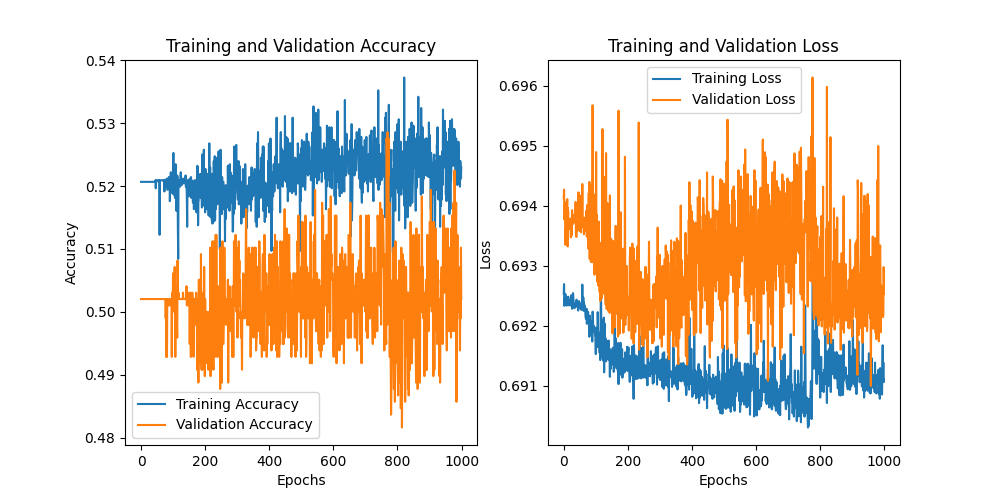 Training and Validation Accuracy
0.54
0.53
0.52
0.51
0.50
0.49
0.48
Accuracy
Training Accuracy
Validation Accuracy
0 200 400 600 800 1000
Epochs
Training and Validation Loss
Training Loss
Validation Loss
0.696
0.695
0.694
0.693
0.692
0.691
Loss
0 200 400 600 800 1000
Epochs